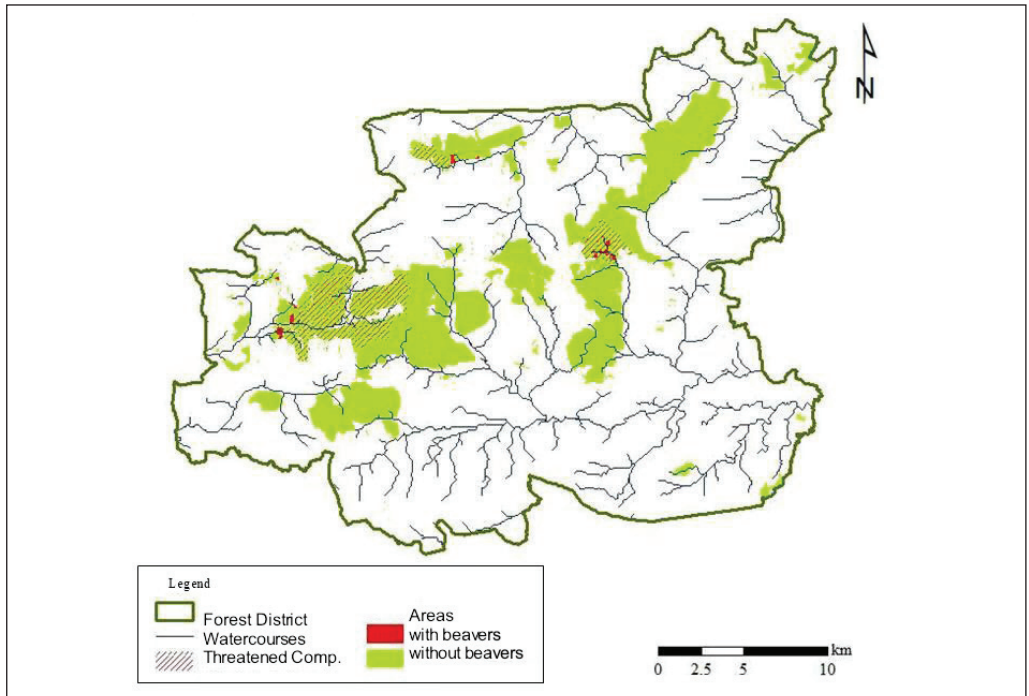 N
Legend
Forest District
Watercourses
Threatened Comp.
Areas
with beavers
without beavers
km
0 2.5 5 10